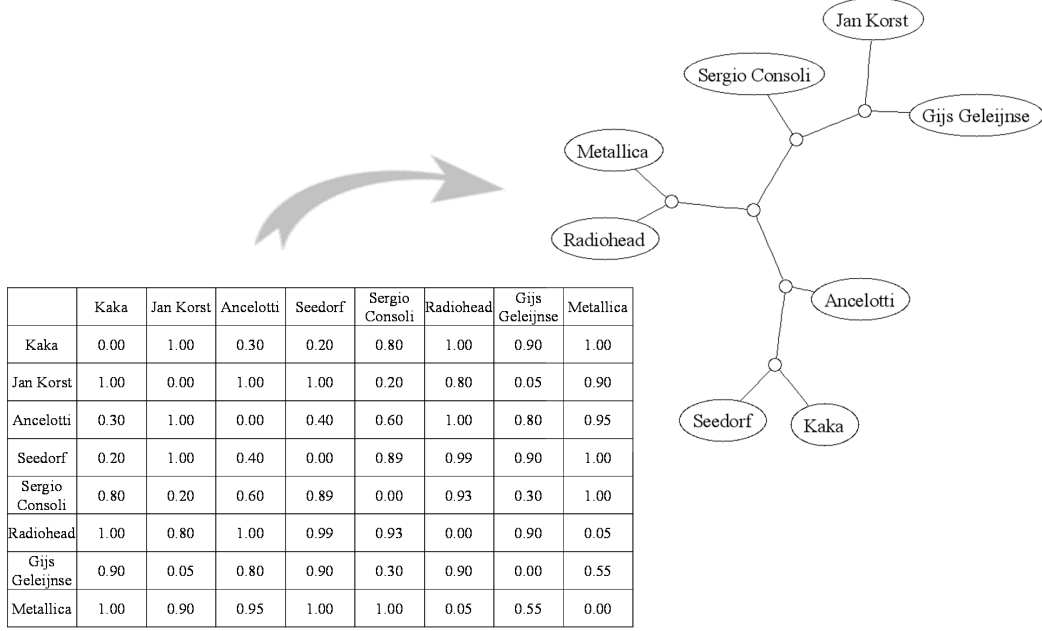 Jan Korst
Sergio Consoli
Gijs Geleijnse
Metallica
Radiohead
Ancelotti
Seedorf
Kaka
Kaka Jan Korst Ancelotti Seedorf Sergio Consoli Radiohead Gijs Geleijnse Metallica
Kaka 0.00 1.00 0.30 0.20 0.80 1.00 0.90 1.00
Jan Korst 1.00 0.00 1.00 1.00 0.20 0.80 0.05 0.90
Ancelotti 0.30 1.00 0.00 0.40 0.60 1.00 0.80 0.95
Seedorf 0.20 1.00 0.40 0.00 0.89 0.99 0.90 1.00
Sergio Consoli 0.80 0.20 0.60 0.89 0.00 0.93 0.30 1.00
Radiohead 1.00 0.80 1.00 0.99 0.93 0.00 0.90 0.05
Gijs Geleijnse 0.90 0.05 0.80 0.90 0.30 0.90 0.00 0.55
Metallica 1.00 0.90 0.95 1.00 1.00 0.05 0.55 0.00